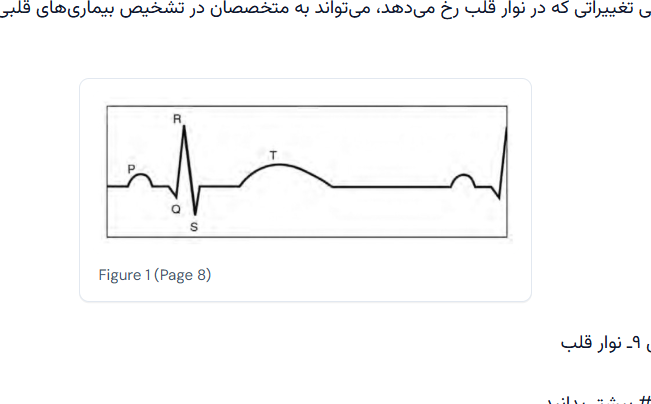 تغییراتی که در نوار قلب رخ می‌دهد، می‌تواند به متخصصان در تشخیص بیماری‌های قلبی
R
P
T
Q
S
Figure 1 (Page 8)
۹ـ نوار قلب
#